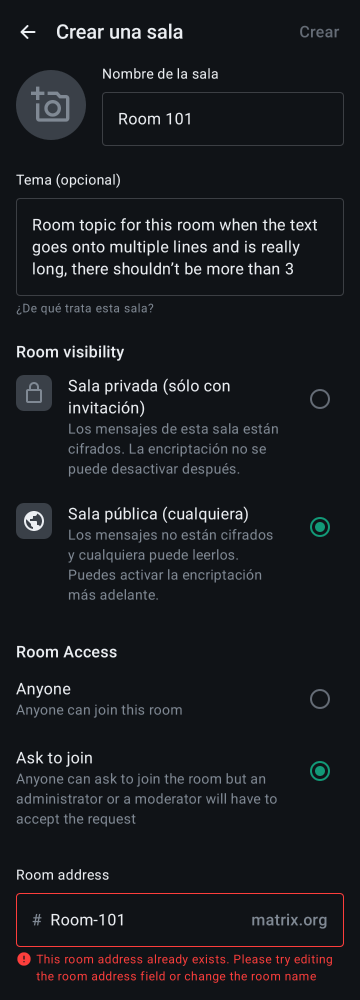 Crear una sala
Crear
Nombre de la sala
Room 101
Tema (opcional)
Room topic for this room when the text
goes onto multiple lines and is really
long, there shouldn’t be more than 3
¿De qué trata esta sala?
Room visibility
Sala privada (sólo con
invitación)
Los mensajes de esta sala están
cifrados. La encriptación no se
puede desactivar después.
Sala pública (cualquiera)
Los mensajes no están cifrados
y cualquiera puede leerlos.
Puedes activar la encriptación
más adelante.
Room Access
Anyone
Anyone can join this room
Ask to join
Anyone can ask to join the room but an
administrator or a moderator will have to
accept the request
Room address
# Room-101 matrix.org
This room address already exists. Please try editing
the room address field or change the room name